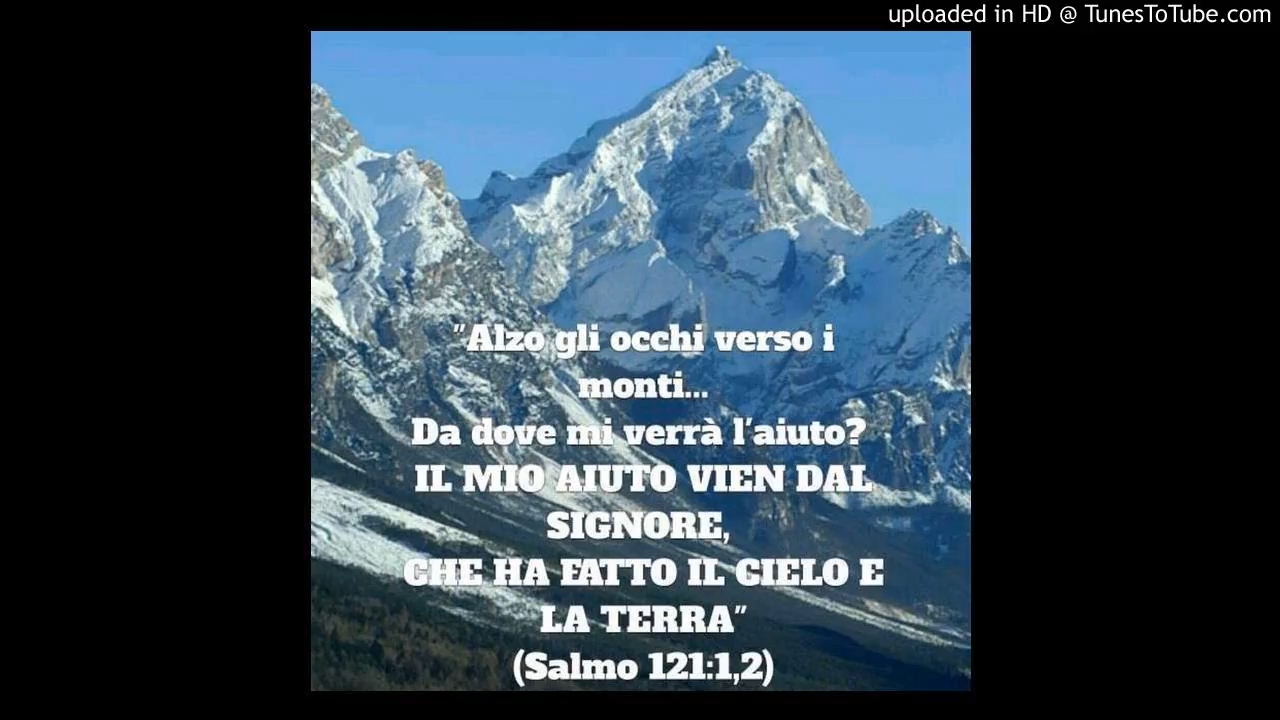 uploaded in HD @ TunesToTube.com
"Alzo gli occhi verso i
monti...
Da dove mi verrà l'aiuto?
IL MIO AIUTO VIEN DAL
SIGNORE,
CHE HA FATTO IL CIELO E
LA TERRA"
(Salmo 121:1,2)